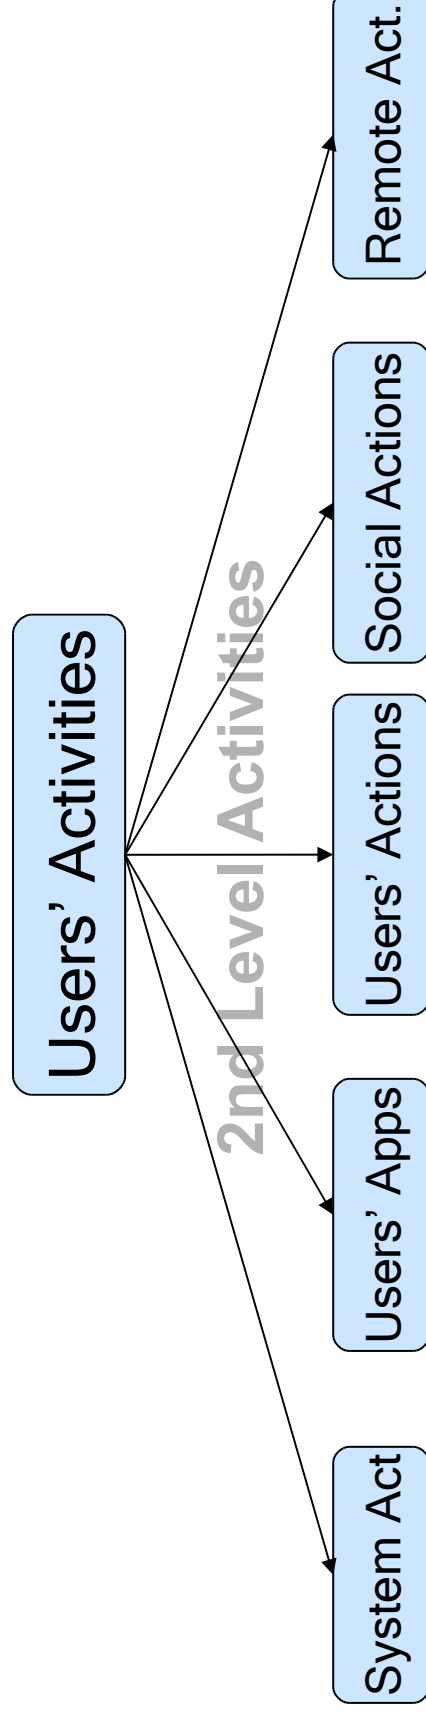 Users’ Activities
2nd Level Activities
System Act
Users’ Apps
Users’ Actions
Social Actions
Remote Act.